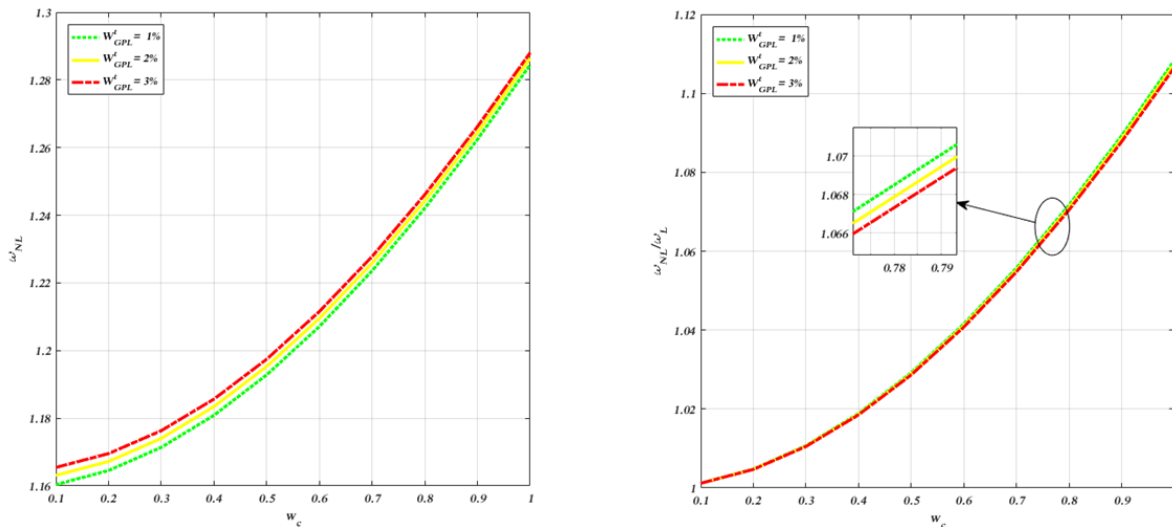 1.3
1.28
1.26
1.24
1.22
1.2
1.18
1.16
ω_NL
W^t_GPL = 1%
W^t_GPL = 2%
W^t_GPL = 3%
0.1 0.2 0.3 0.4 0.5 0.6 0.7 0.8 0.9 1
w_c
1.12
1.1
1.08
1.06
1.04
1.02
1
ω_NL/ω_L
W^t_GPL = 1%
W^t_GPL = 2%
W^t_GPL = 3%
1.07
1.068
1.066
0.78 0.79
0.1 0.2 0.3 0.4 0.5 0.6 0.7 0.8 0.9
w_c